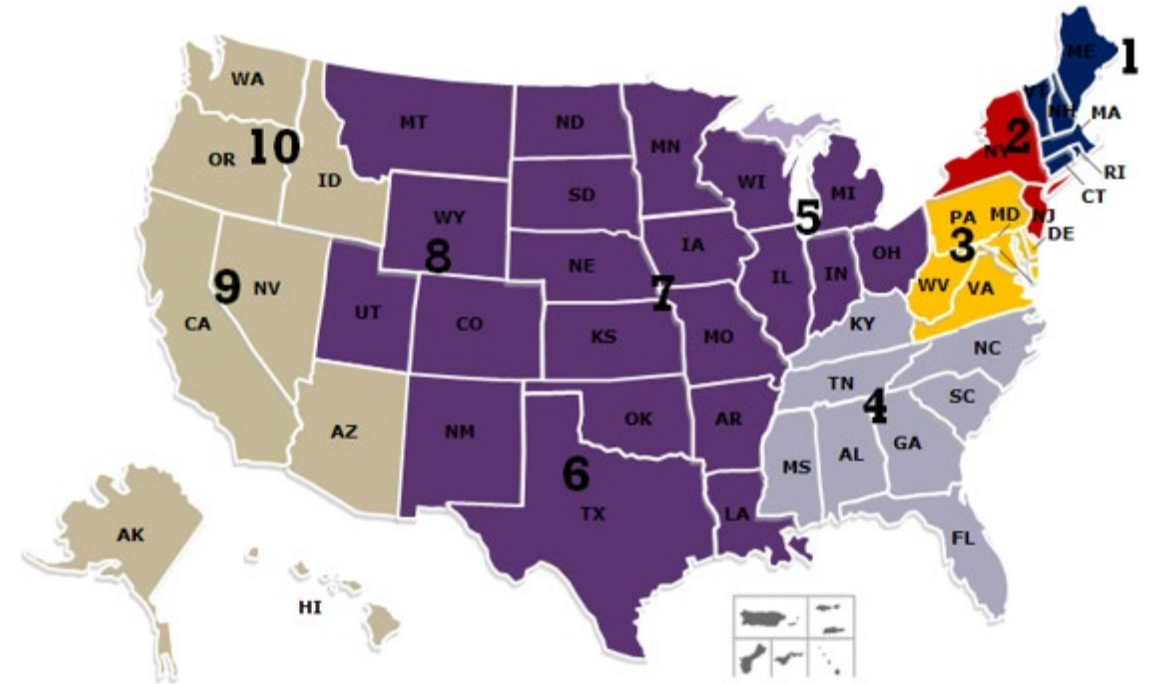 ME
1
WA
MT
ND
MN
VT
NH
MA
OR
10
ID
SD
WI
MI
NY
2
RI
CT
WY
8
5
PA
MD
NJ
DE
3
IA
NE
OH
IL
IN
WV
VA
9
NV
7
UT
CO
CA
KS
MO
KY
NC
TN
4
SC
AZ
NM
OK
AR
GA
AL
MS
6
TX
LA
AK
FL
HI